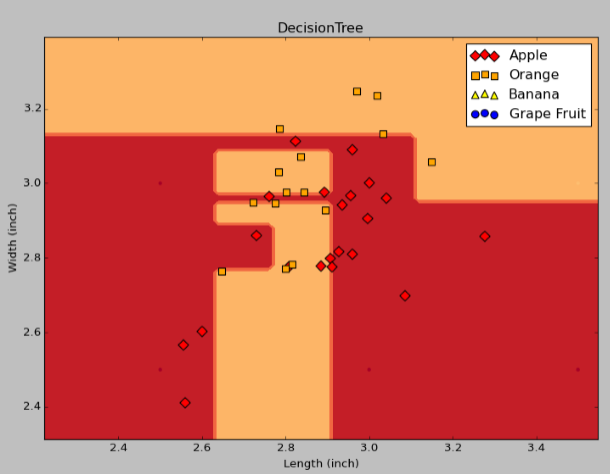 DecisionTree
Apple
Orange
Banana
Grape Fruit
Width (inch)
3.2
3.0
2.8
2.6
2.4
2.4 2.6 2.8 3.0 3.2 3.4
Length (inch)